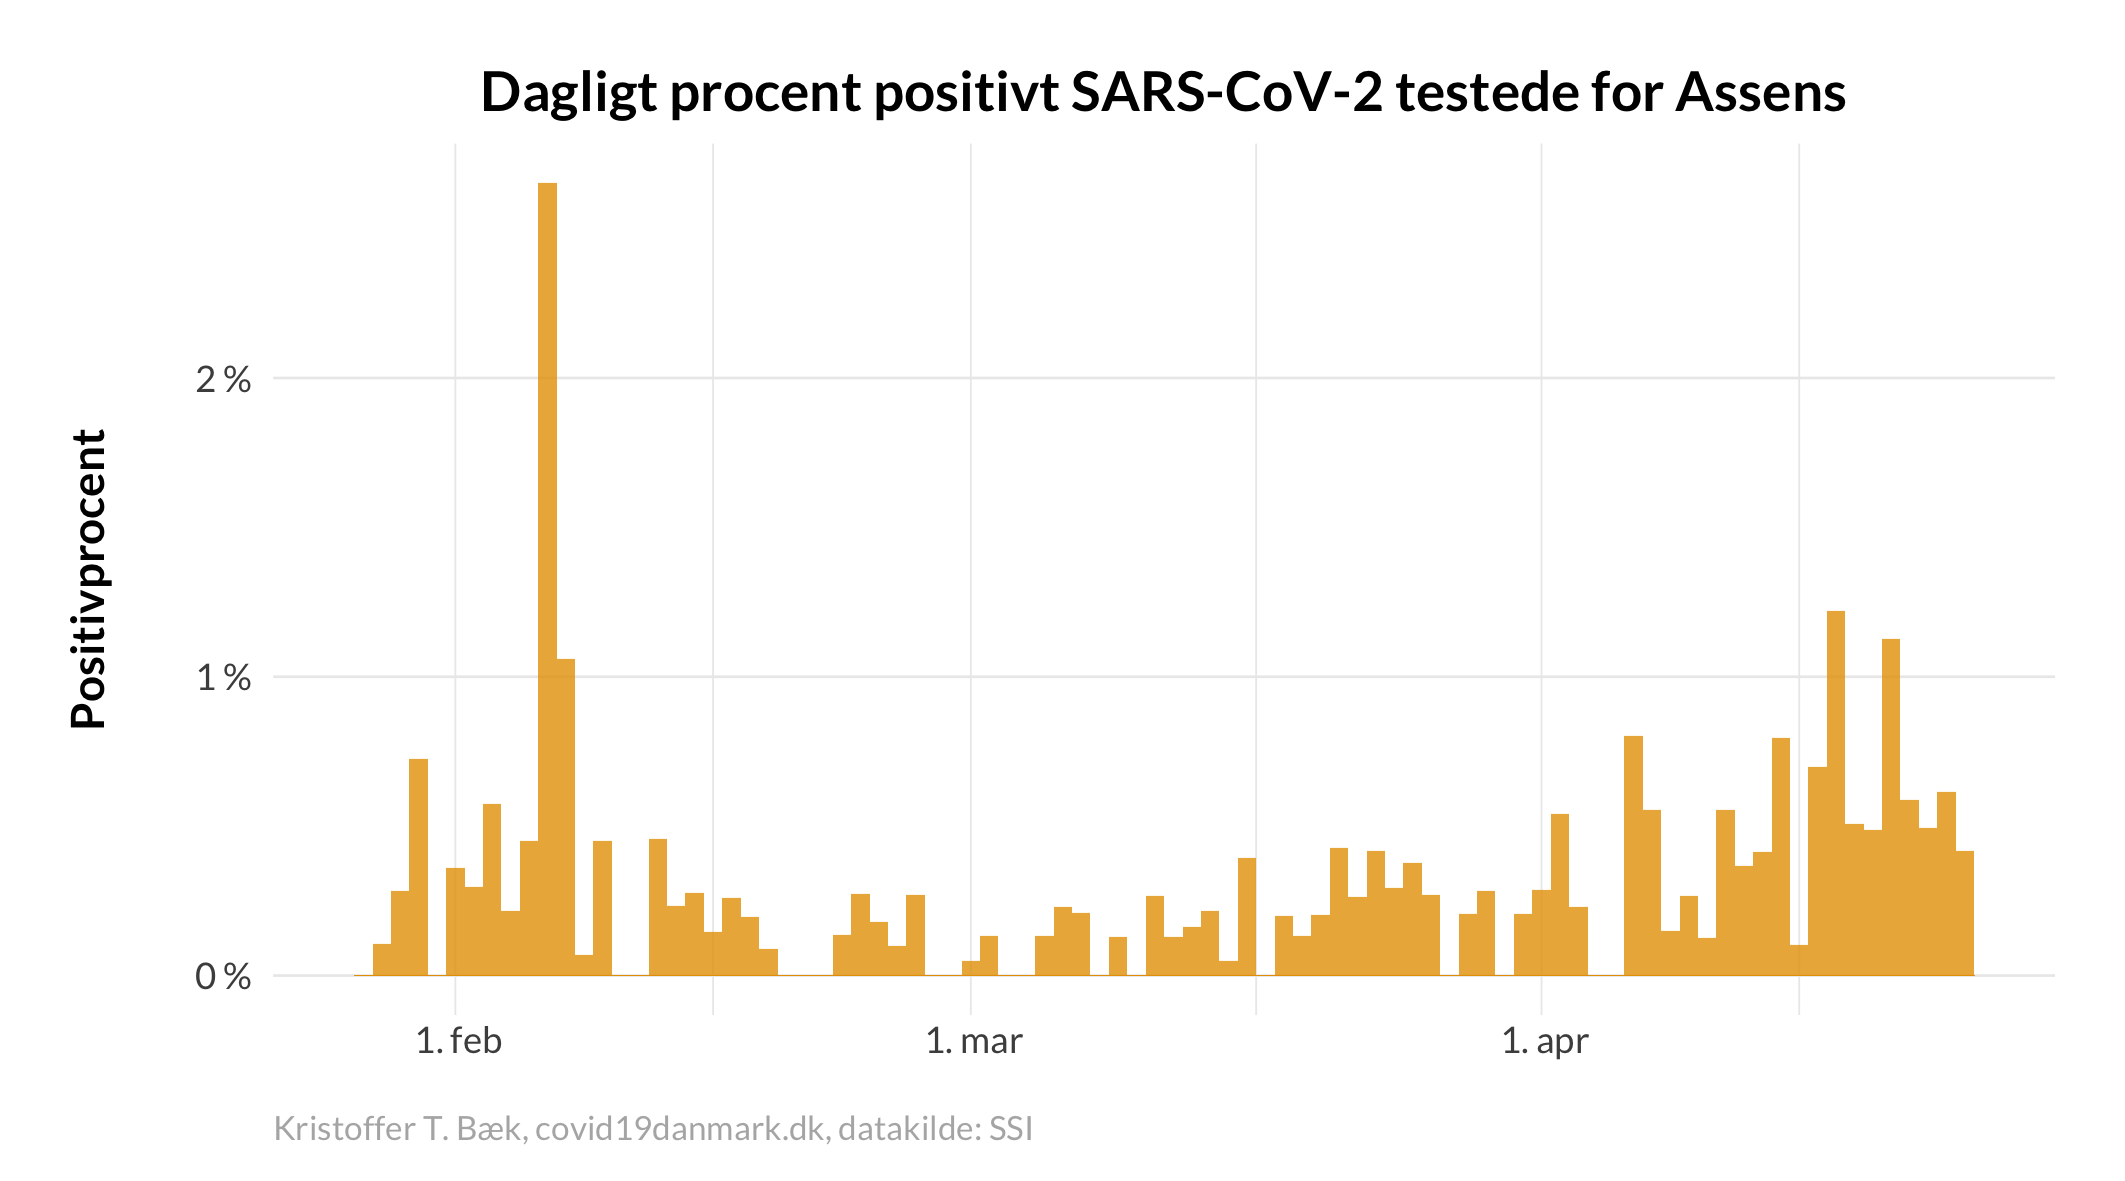 Dagligt procent positivt SARS-CoV-2 testede for Assens
Positivprocent
2 %
1 %
0 %
1. feb
1. mar
1. apr
Kristoffer T. Bæk, covid19danmark.dk, datakilde: SSI